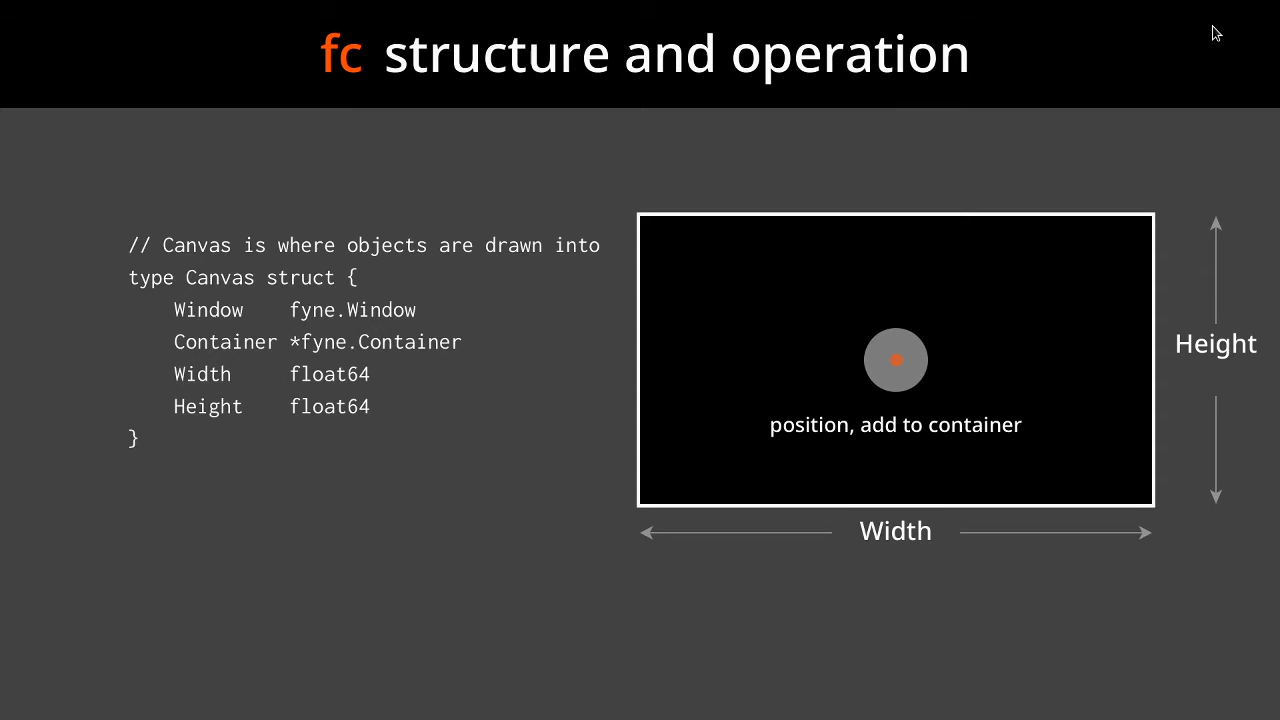 fc structure and operation
// Canvas is where objects are drawn into
type Canvas struct {
    Window    fyne.Window
    Container *fyne.Container
    Width     float64
    Height    float64
}
position, add to container
Height
Width